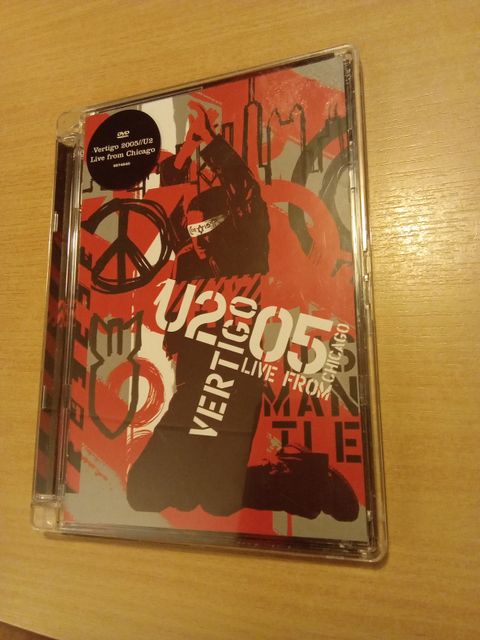 DVD
Vertigo 2005//U2
Live from Chicago
U2
VERTIGO
05
LIVE FROM
CHICAGO
MAN
TLE